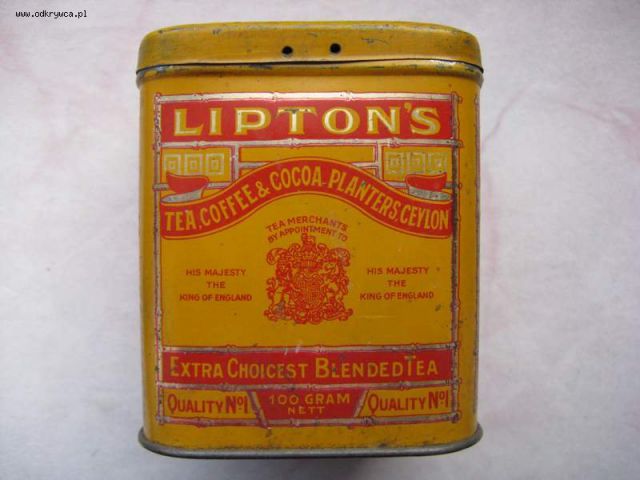 www.odkrywca.pl
LIPTON'S
TEA, COFFEE & COCOA PLANTERS, CEYLON
TEA MERCHANTS
BY APPOINTMENT TO
HIS MAJESTY
THE
KING OF ENGLAND
HIS MAJESTY
THE
KING OF ENGLAND
EXTRA CHOICEST BLENDED TEA
QUALITY No1
100 GRAM
NETT
QUALITY No1